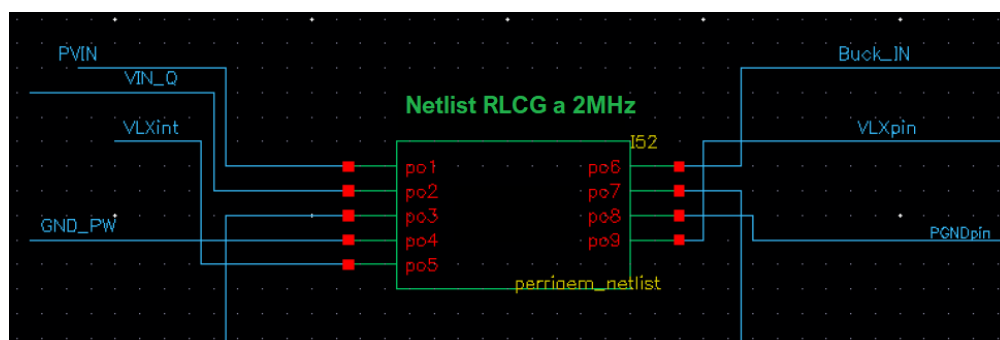 PVIN
Buck_IN
VIN_Q
Netlist RLCG a 2MHz
VLXint
VLXpin
I52
po1
po6
po2
po7
po3
po8
GND_PW
PGNDpin
po4
po9
po5
perrigem_netlist